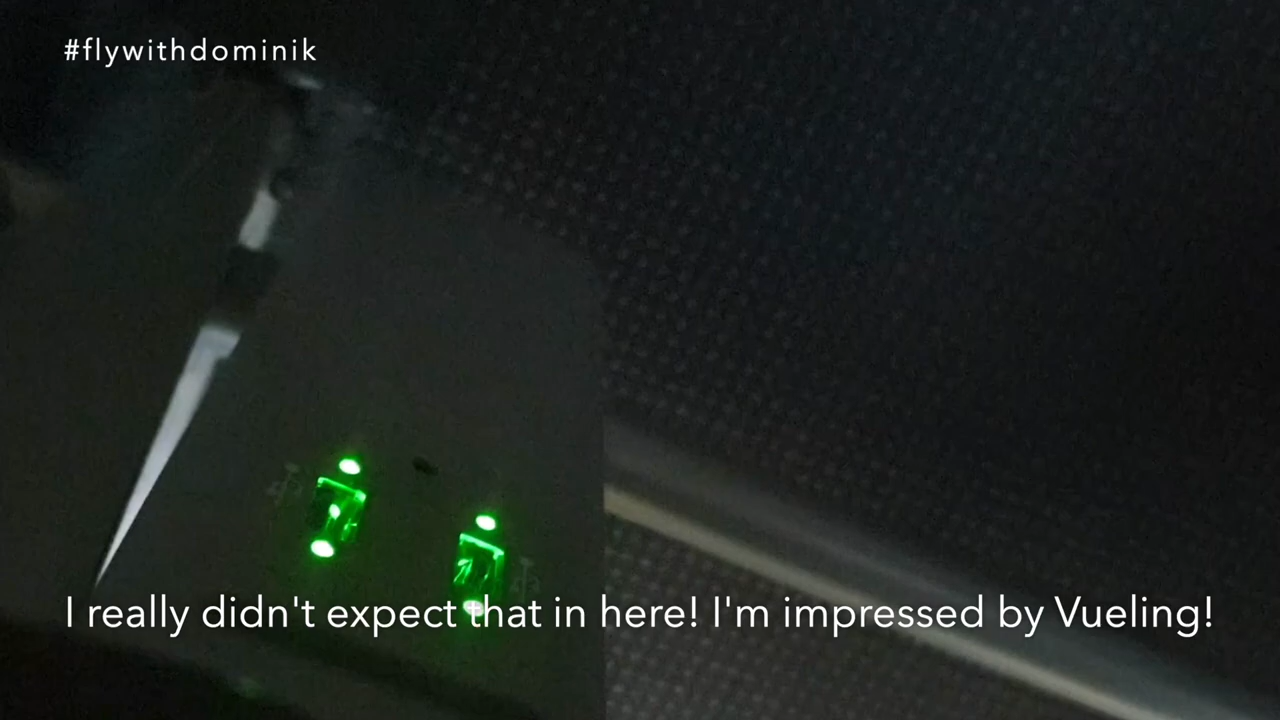 #flywithdominik
I really didn't expect that in here! I'm impressed by Vueling!